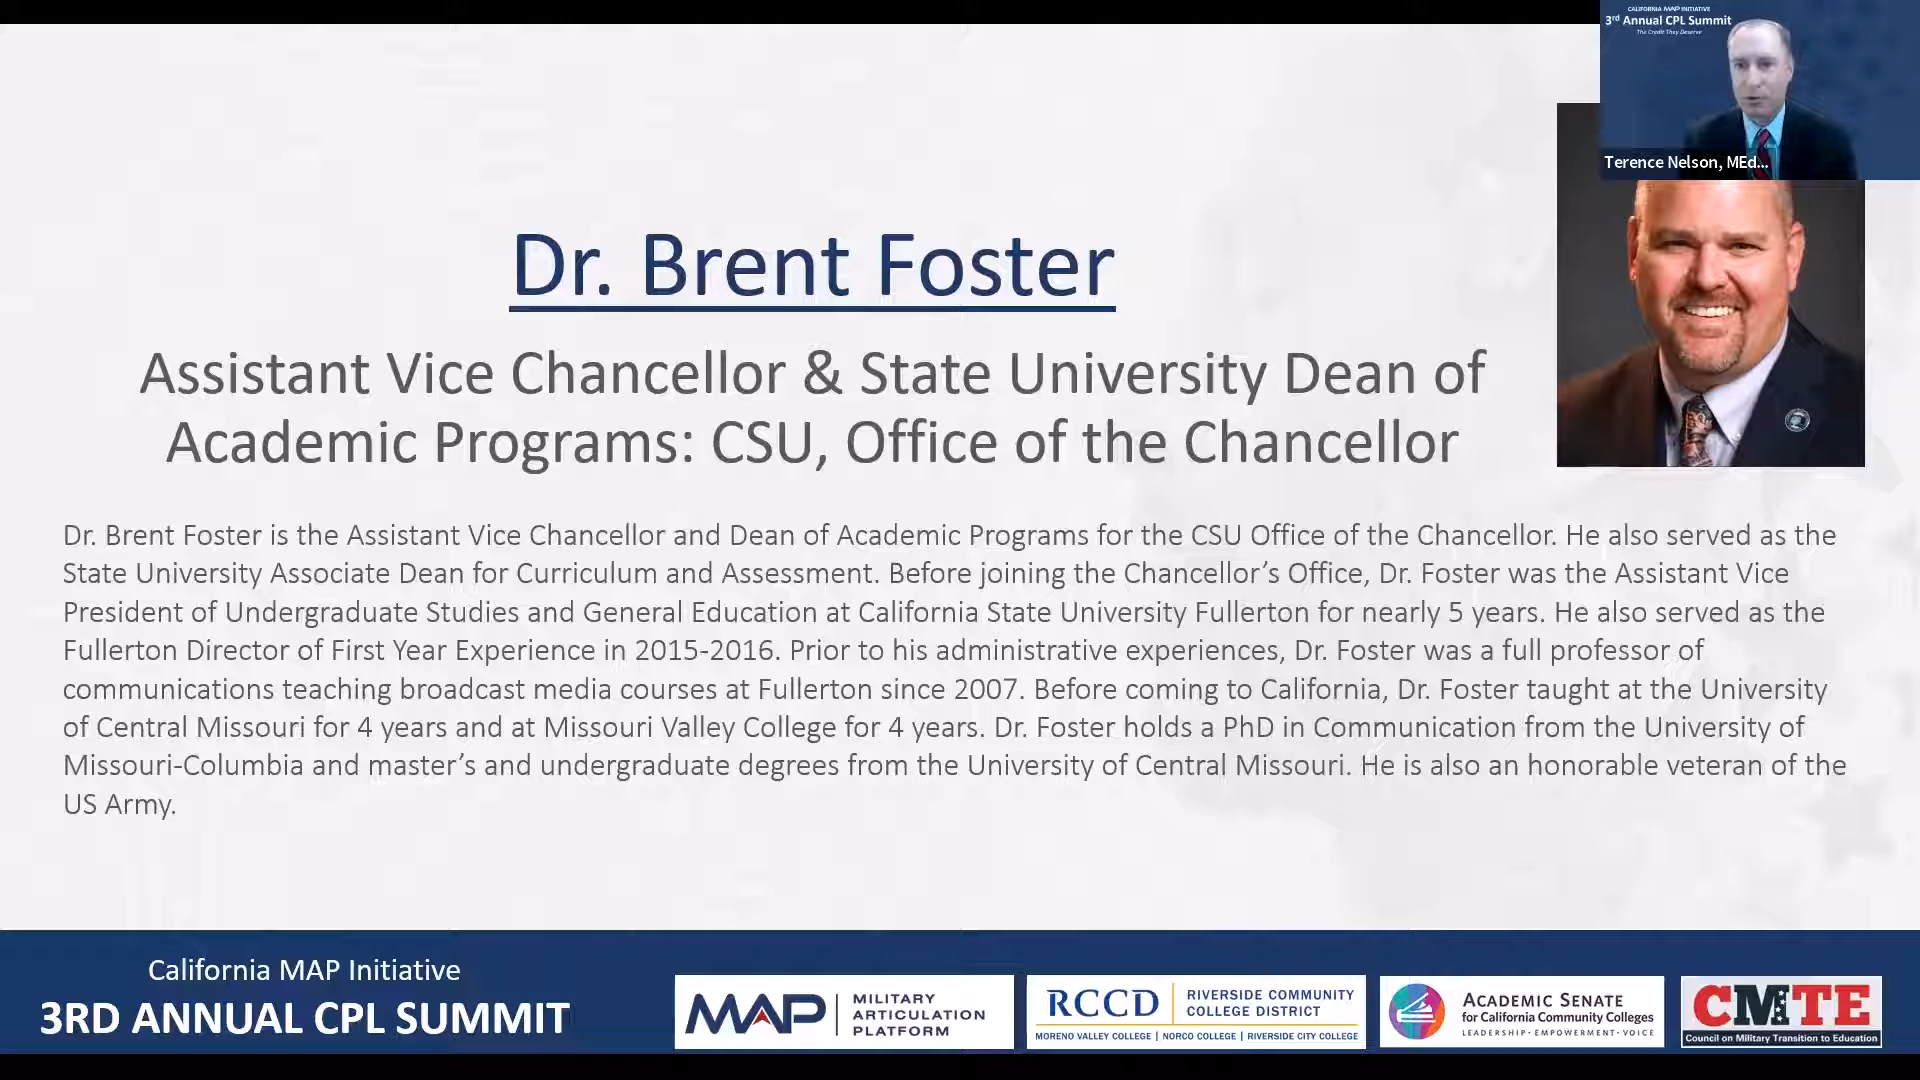 CALIFORNIA MAP INITIATIVE
3rd Annual CPL Summit
The Credit They Deserve
Terence Nelson, MEd...
Dr. Brent Foster
Assistant Vice Chancellor & State University Dean of
Academic Programs: CSU, Office of the Chancellor
Dr. Brent Foster is the Assistant Vice Chancellor and Dean of Academic Programs for the CSU Office of the Chancellor. He also served as the
State University Associate Dean for Curriculum and Assessment. Before joining the Chancellor’s Office, Dr. Foster was the Assistant Vice
President of Undergraduate Studies and General Education at California State University Fullerton for nearly 5 years. He also served as the
Fullerton Director of First Year Experience in 2015-2016. Prior to his administrative experiences, Dr. Foster was a full professor of
communications teaching broadcast media courses at Fullerton since 2007. Before coming to California, Dr. Foster taught at the University
of Central Missouri for 4 years and at Missouri Valley College for 4 years. Dr. Foster holds a PhD in Communication from the University of
Missouri-Columbia and master’s and undergraduate degrees from the University of Central Missouri. He is also an honorable veteran of the
US Army.
California MAP Initiative
3RD ANNUAL CPL SUMMIT
MAP
MILITARY
ARTICULATION
PLATFORM
RCCD
RIVERSIDE COMMUNITY
COLLEGE DISTRICT
MORENO VALLEY COLLEGE | NORCO COLLEGE | RIVERSIDE CITY COLLEGE
ACADEMIC SENATE
for California Community Colleges
LEADERSHIP · EMPOWERMENT · VOICE
CMTE
Council on Military Transition to Education